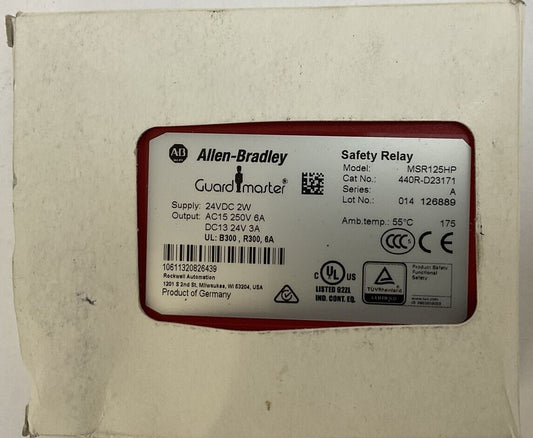 AB
Allen-Bradley
Guardmaster®
Safety Relay
Model: MSR125HP
Cat No.: 440R-D23171
Series: A
Lot No.: 014 126889
Supply: 24VDC 2W
Output: AC15 250V 6A
DC13 24V 3A
UL: B300 , R300, 6A
Amb.temp.: 55°C 175
10611320826439
Rockwell Automation
1201 S 2nd St, Milwaukee, WI 53204, USA
Product of Germany
CCC S
C UL US
LISTED 92ZL
IND. CONT. EQ.
TÜVRheinland
Product Safety
Functional
Safety